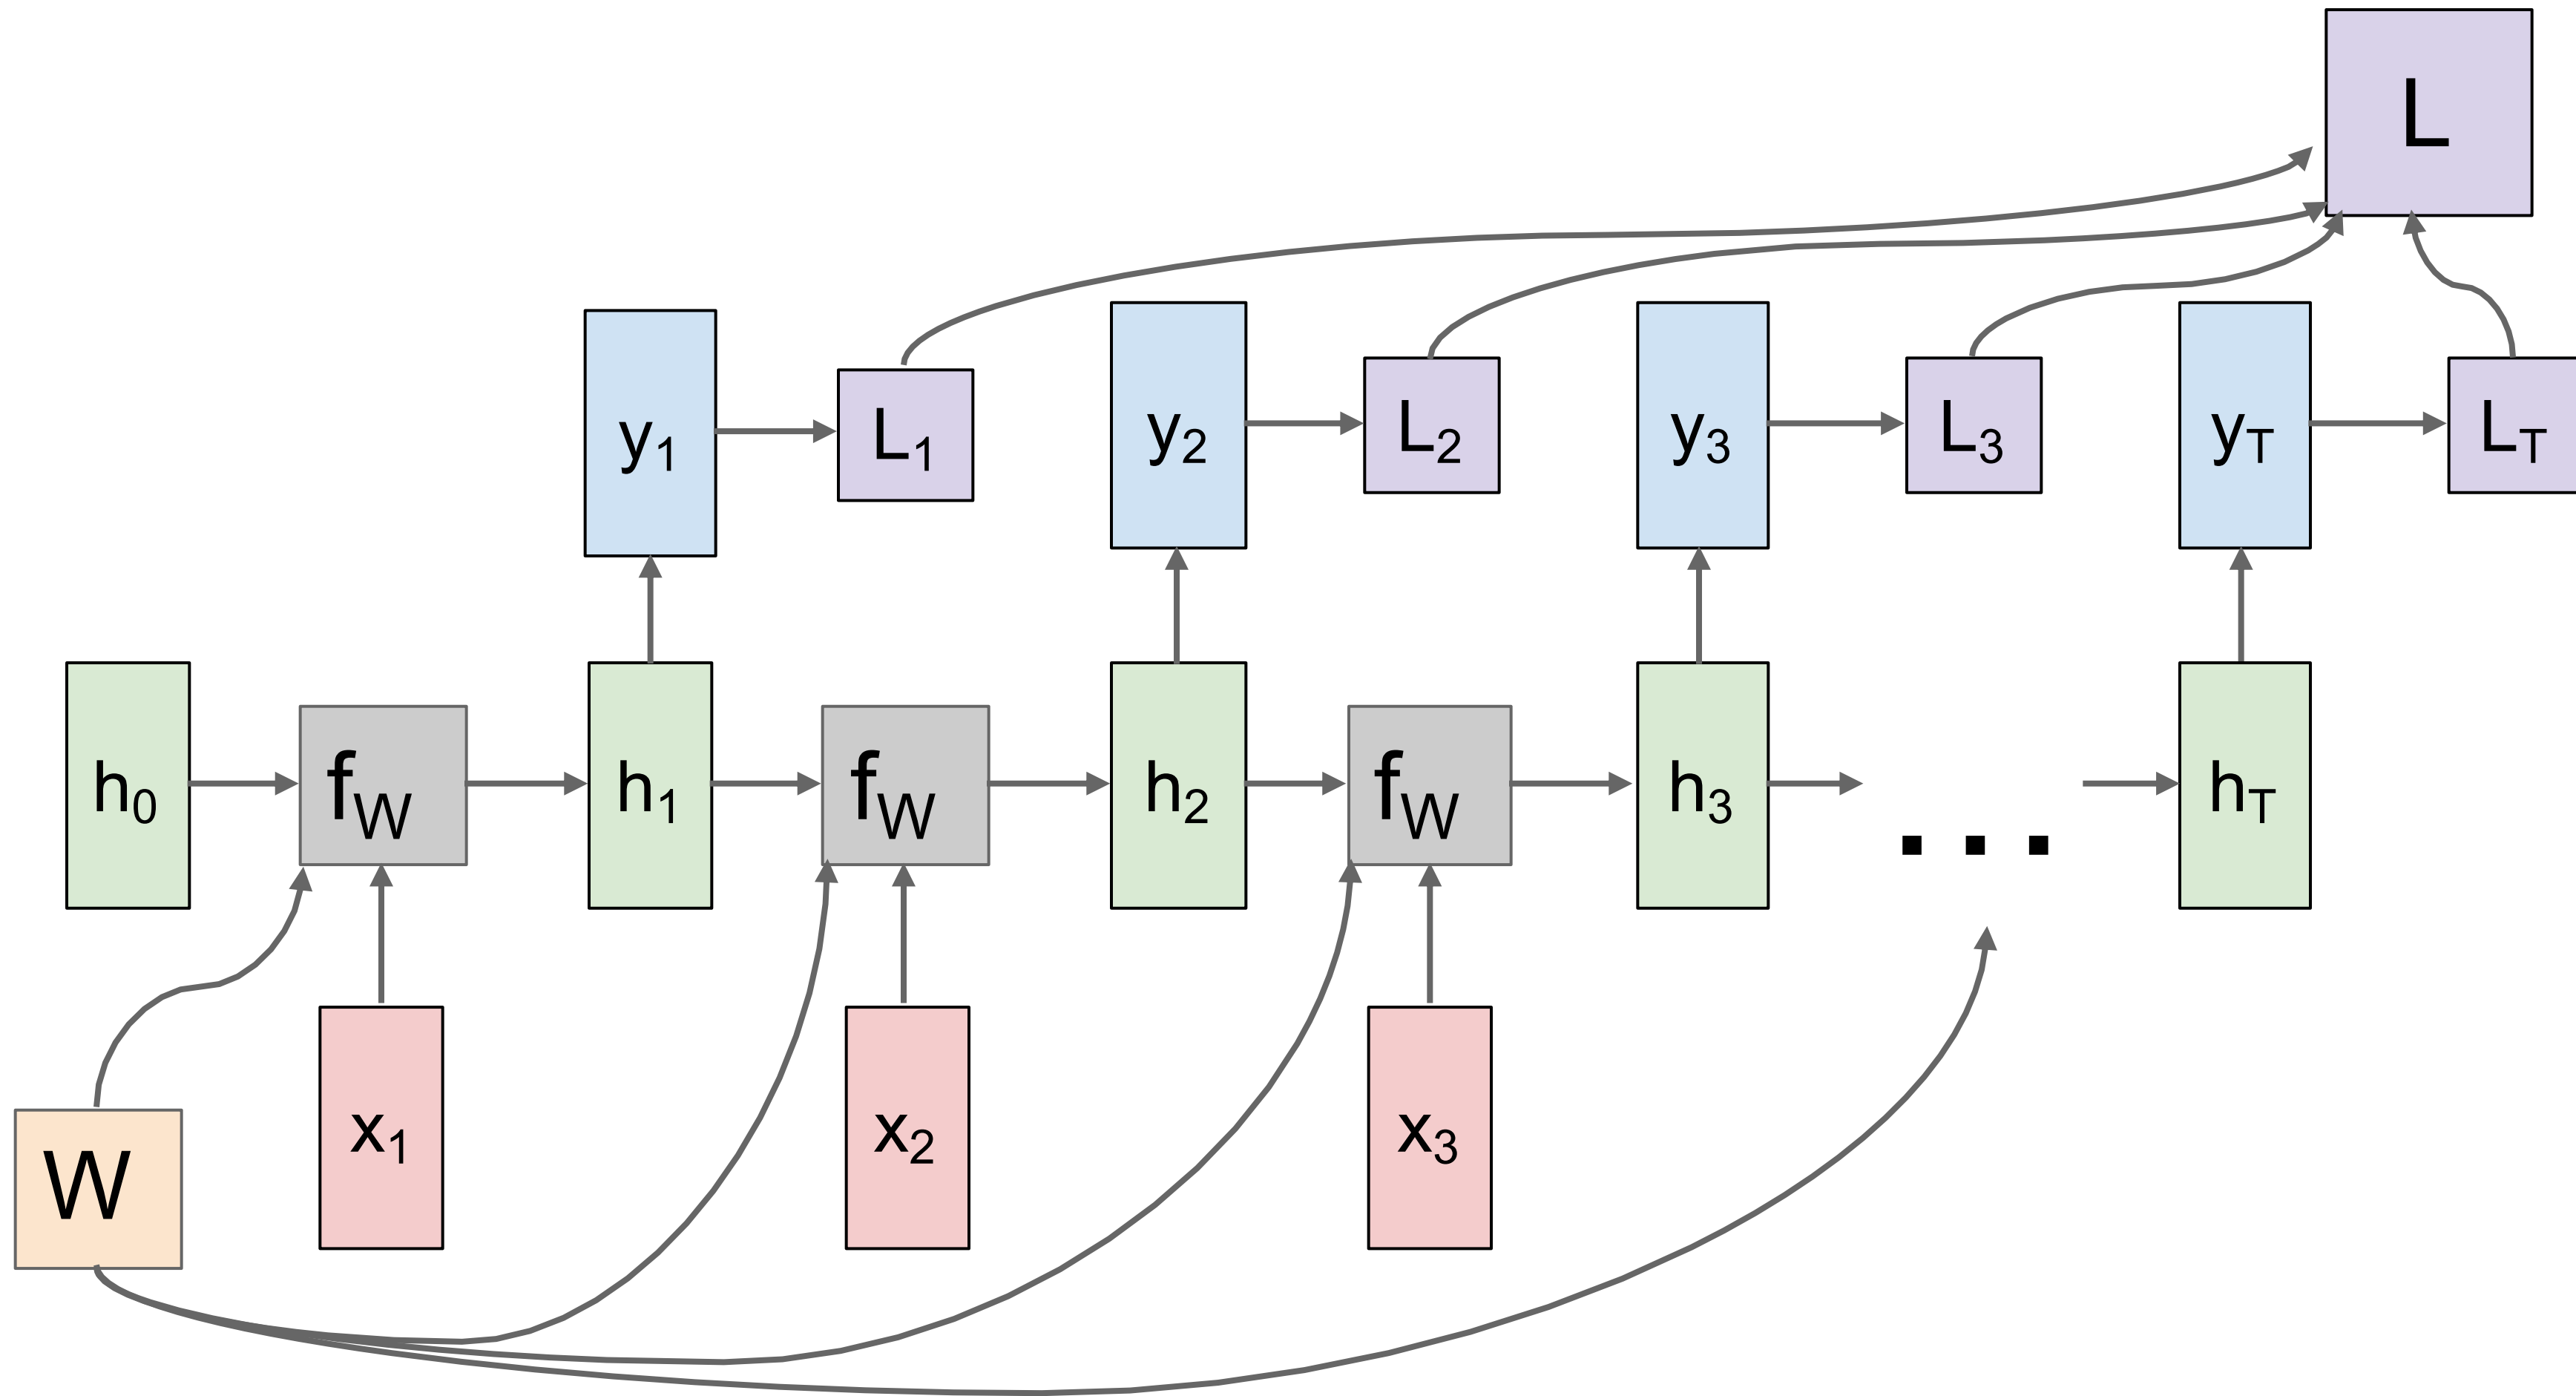 L
y1 L1 y2 L2 y3 L3 yT LT
h0 fW h1 fW h2 fW h3 ... hT
W x1 x2 x3